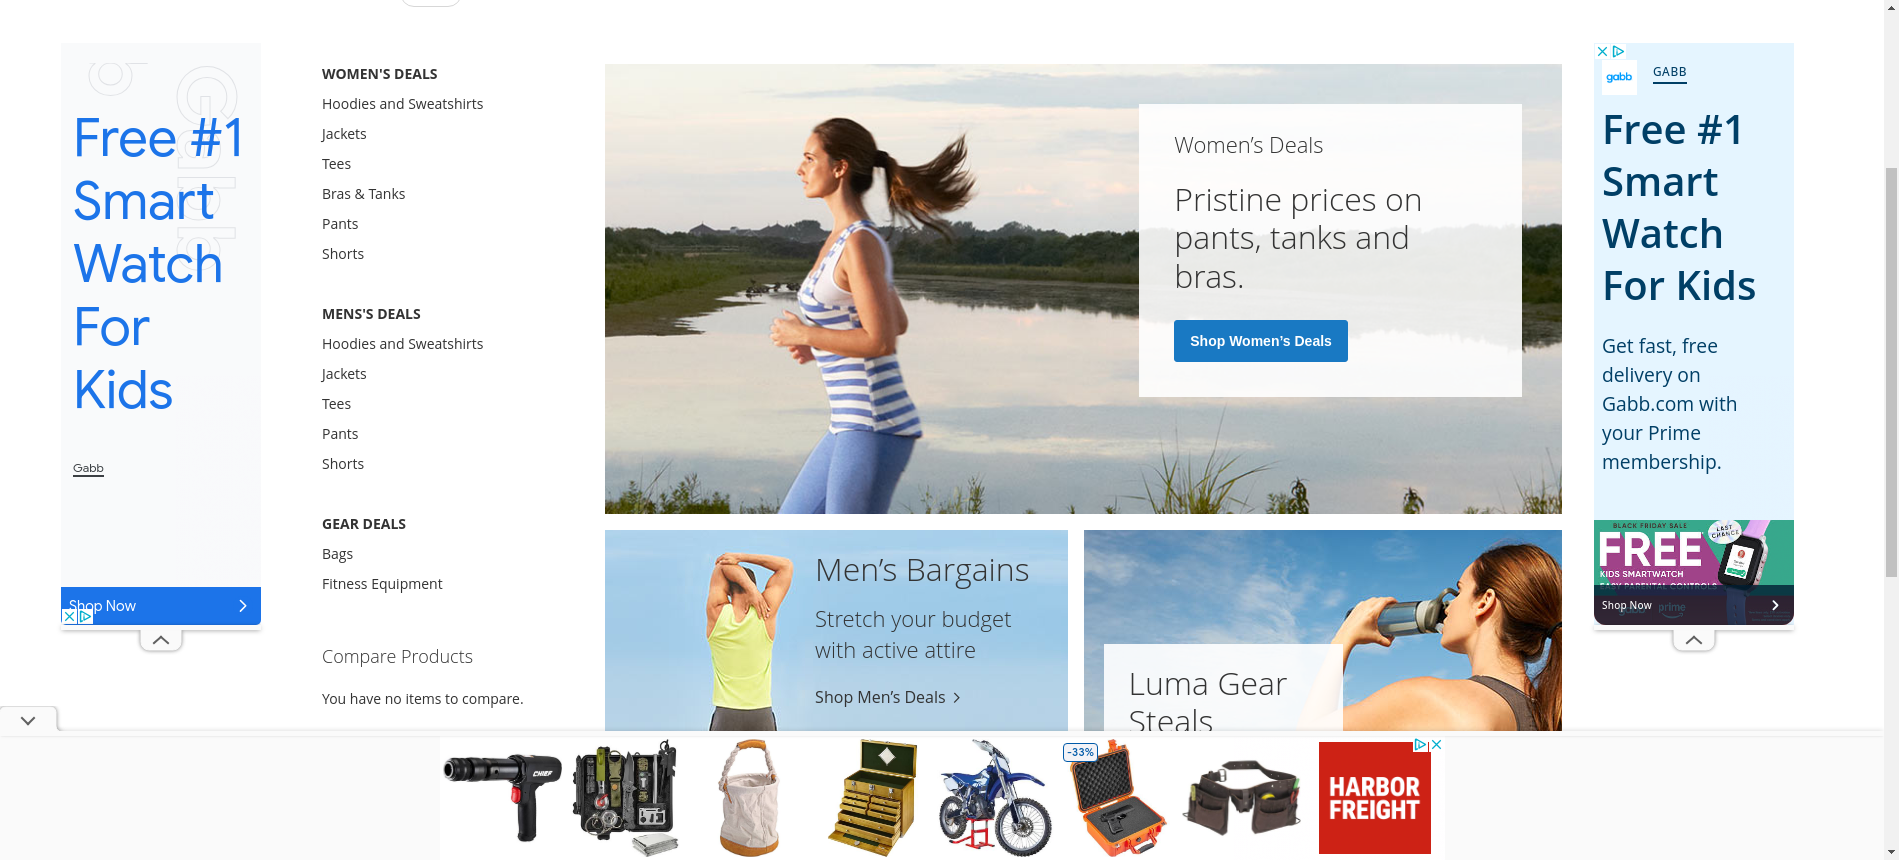 Free #1
Smart
Watch
For
Kids
Gabb
Shop Now
WOMEN'S DEALS
Hoodies and Sweatshirts
Jackets
Tees
Bras & Tanks
Pants
Shorts
MENS'S DEALS
Hoodies and Sweatshirts
Jackets
Tees
Pants
Shorts
GEAR DEALS
Bags
Fitness Equipment
Compare Products
You have no items to compare.
Women’s Deals
Pristine prices on
pants, tanks and
bras.
Shop Women’s Deals
Men’s Bargains
Stretch your budget
with active attire
Shop Men’s Deals
Luma Gear
Steals
gabb
GABB
Free #1
Smart
Watch
For Kids
Get fast, free
delivery on
Gabb.com with
your Prime
membership.
BLACK FRIDAY SALE
LAST CHANCE
FREE
KIDS SMARTWATCH
EASY PARENTAL CONTROLS
Shop Now
prime
CHIEF
-33%
HARBOR
FREIGHT